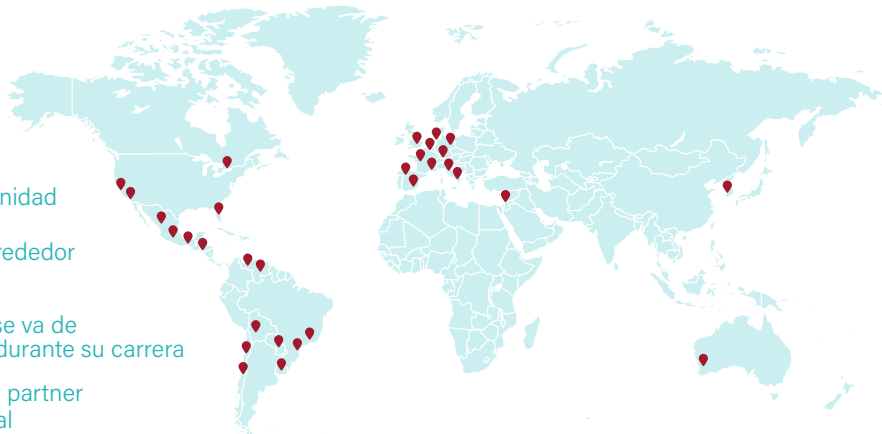 nidad
rededor
se va de
durante su carrera
partner
al